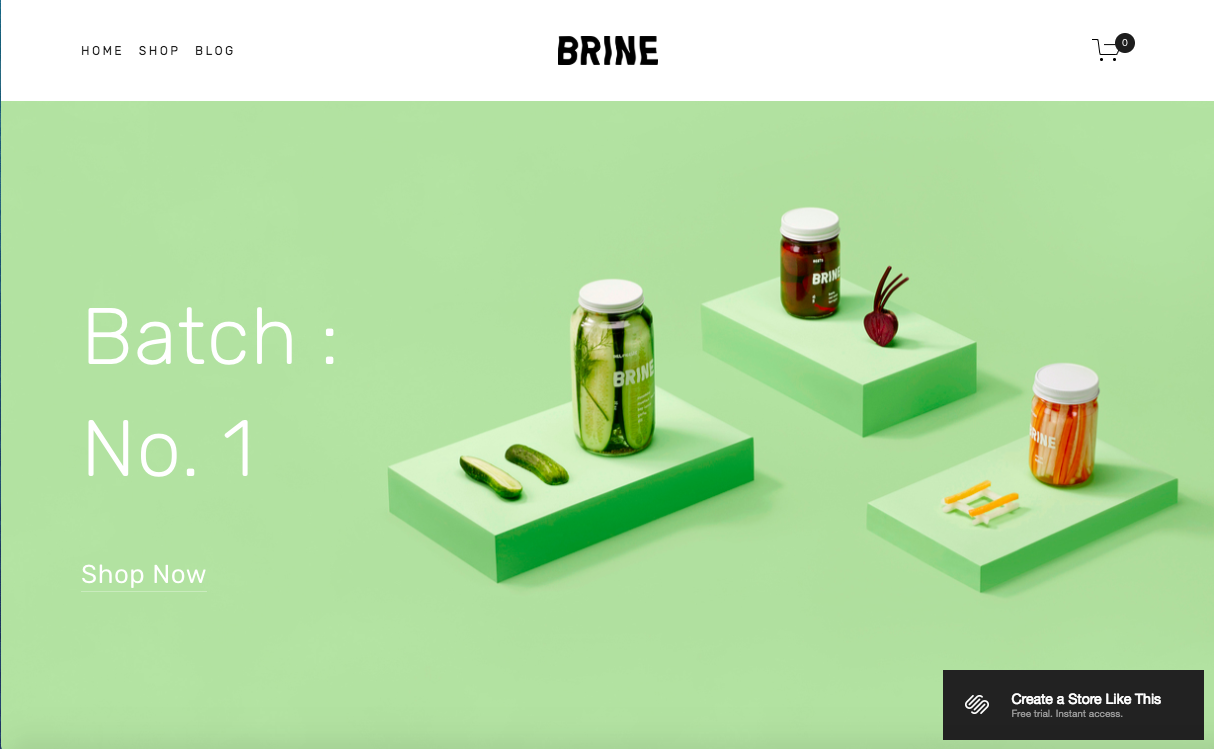 HOME SHOP BLOG
BRINE
0
Batch :
No. 1
Shop Now
BRINE
BEETS
BRINE
BRINE
Create a Store Like This
Free trial. Instant access.